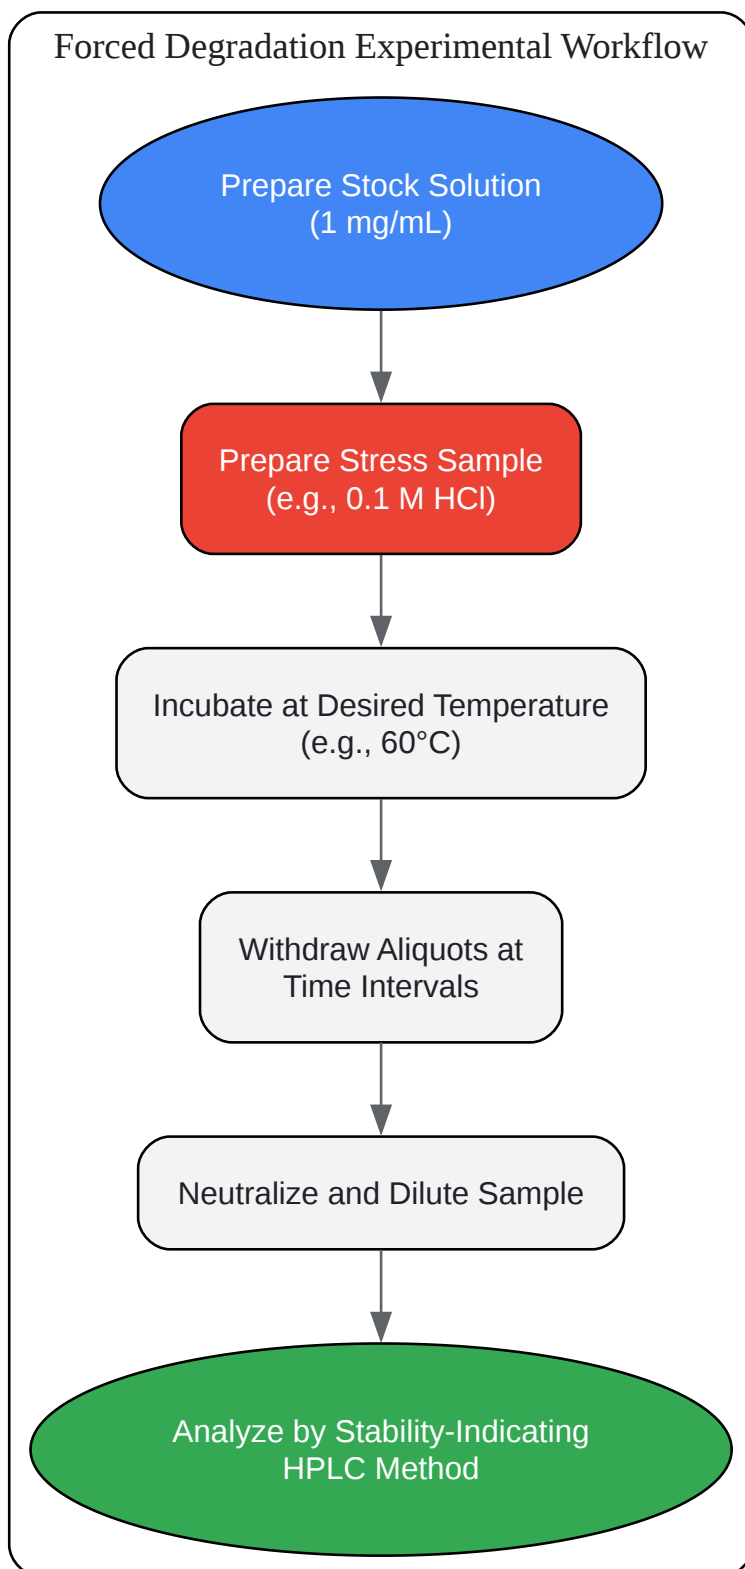 Forced Degradation Experimental Workflow
Prepare Stock Solution
(1 mg/mL)
Prepare Stress Sample
(e.g., 0.1 M HCl)
Incubate at Desired Temperature
(e.g., 60°C)
Withdraw Aliquots at
Time Intervals
Neutralize and Dilute Sample
Analyze by Stability-Indicating
HPLC Method